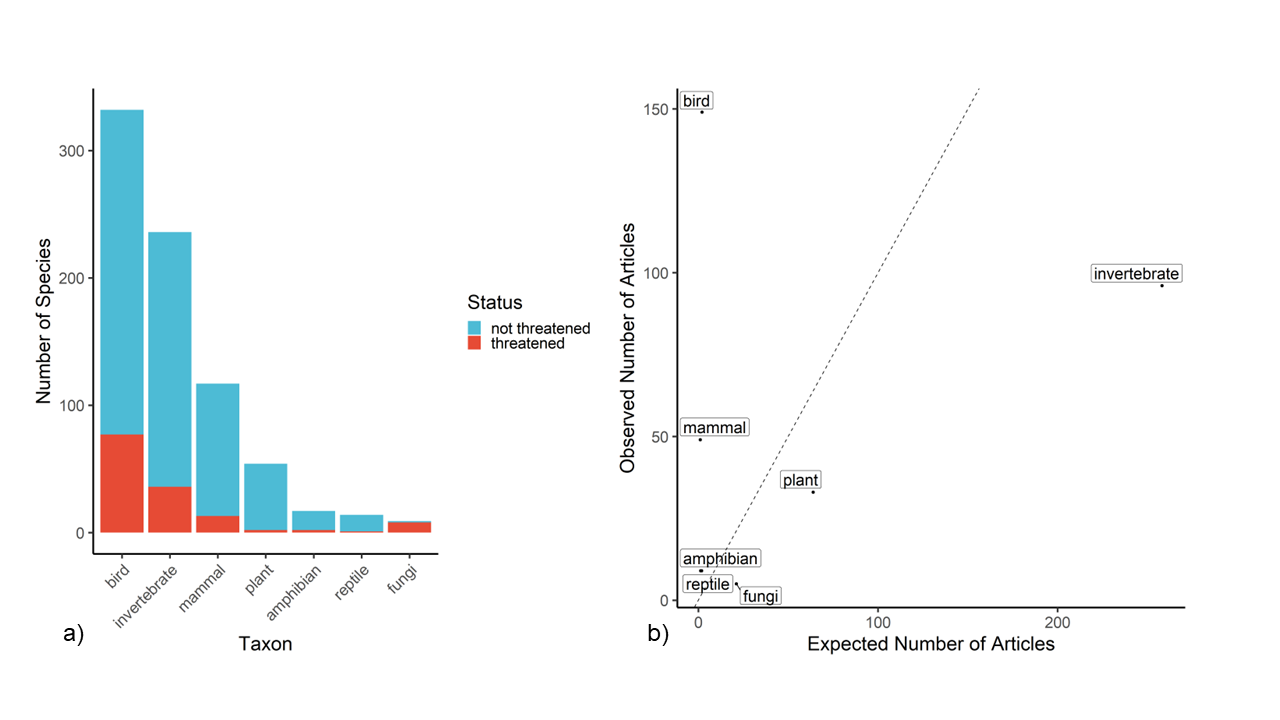 Number of Species
300
200
100
0
bird
invertebrate
mammal
plant
amphibian
reptile
fungi
Taxon
a)
Status
not threatened
threatened
Observed Number of Articles
150
100
50
0
bird
invertebrate
mammal
plant
amphibian
reptile
fungi
0
100
200
Expected Number of Articles
b)